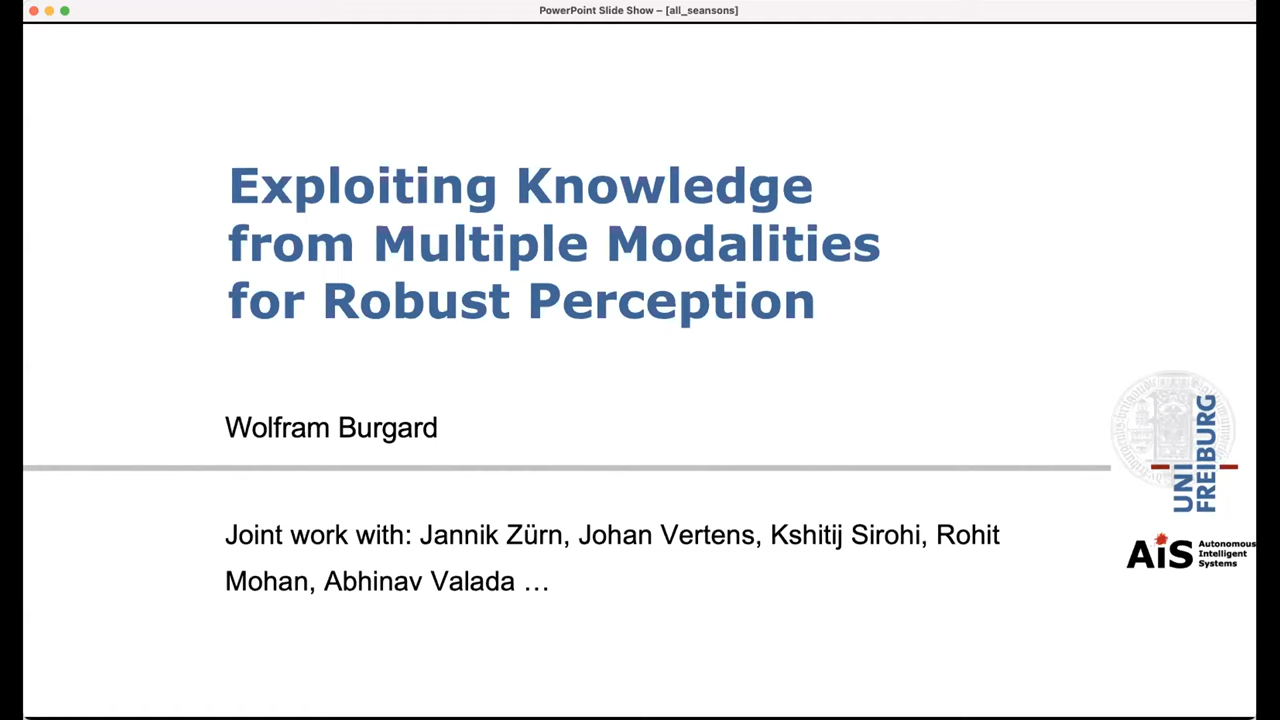 PowerPoint Slide Show – [all_seansons]
Exploiting Knowledge
from Multiple Modalities
for Robust Perception
Wolfram Burgard
UNI
FREIBURG
Joint work with: Jannik Zürn, Johan Vertens, Kshitij Sirohi, Rohit
Mohan, Abhinav Valada …
AiS
Autonomous
Intelligent
Systems